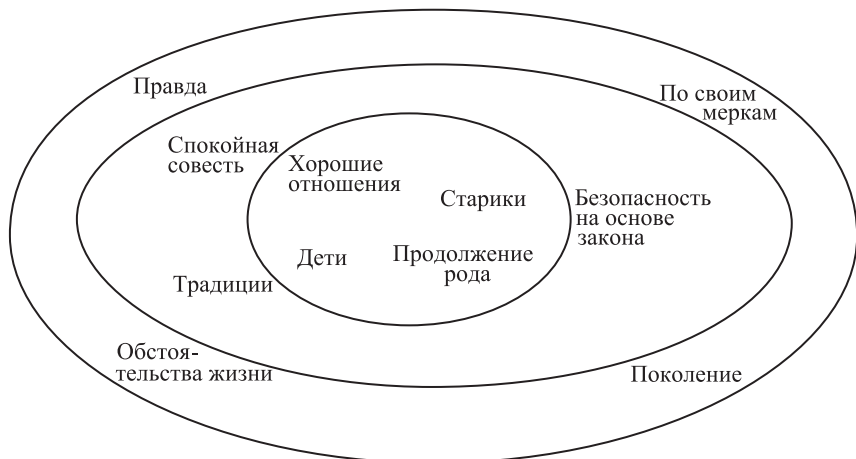 Правда
По своим
меркам
Спокойная
совесть
Хорошие
отношения
Старики
Безопасность
на основе
закона
Дети
Продолжение
рода
Традиции
Обстоя-
тельства жизни
Поколение